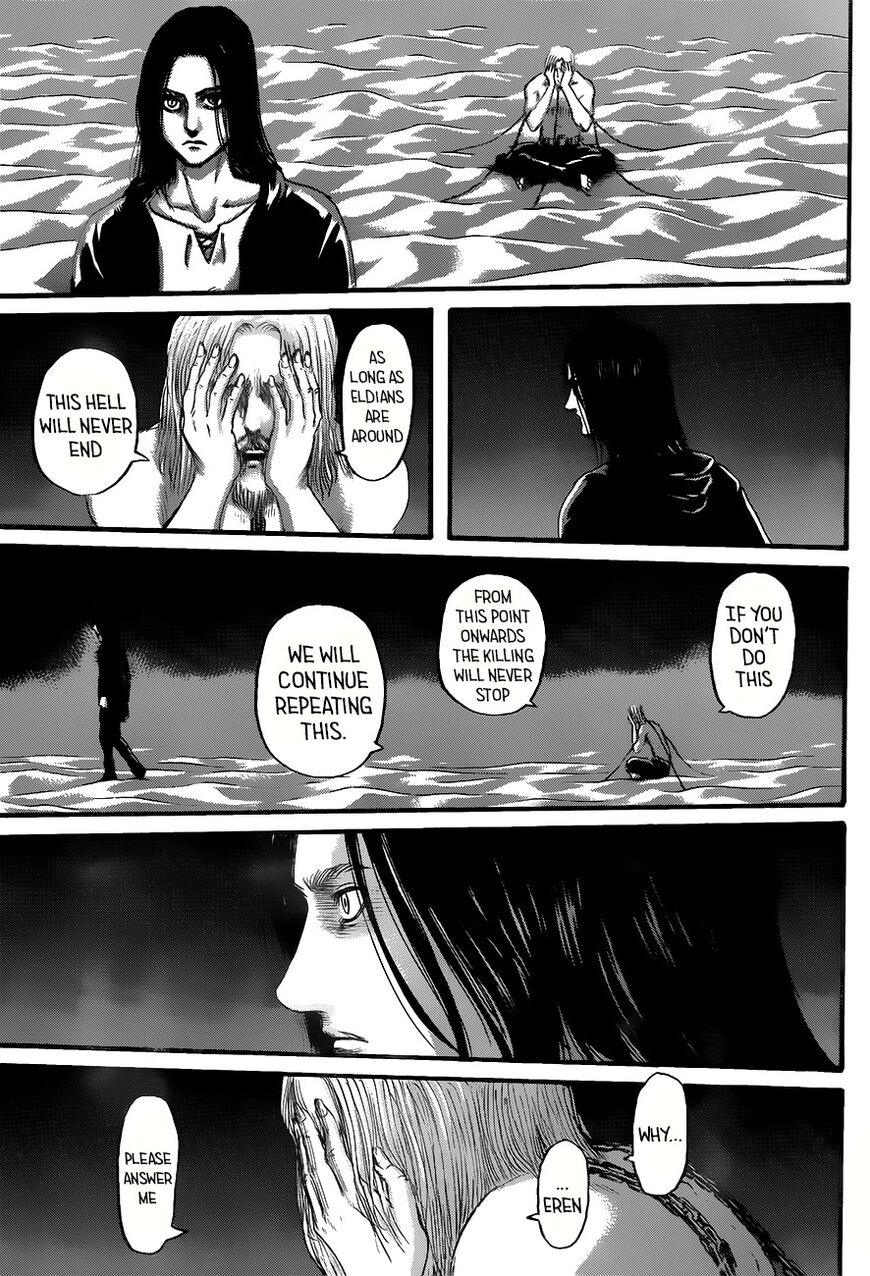 AS
LONG AS
ELDIANS
ARE
AROUND
THIS HELL
WILL NEVER
END
IF YOU
DON'T
DO
THIS
FROM
THIS POINT
ONWARDS
THE KILLING
WILL NEVER
STOP
WE WILL
CONTINUE
REPEATING
THIS.
WHY...
...
EREN
PLEASE
ANSWER
ME